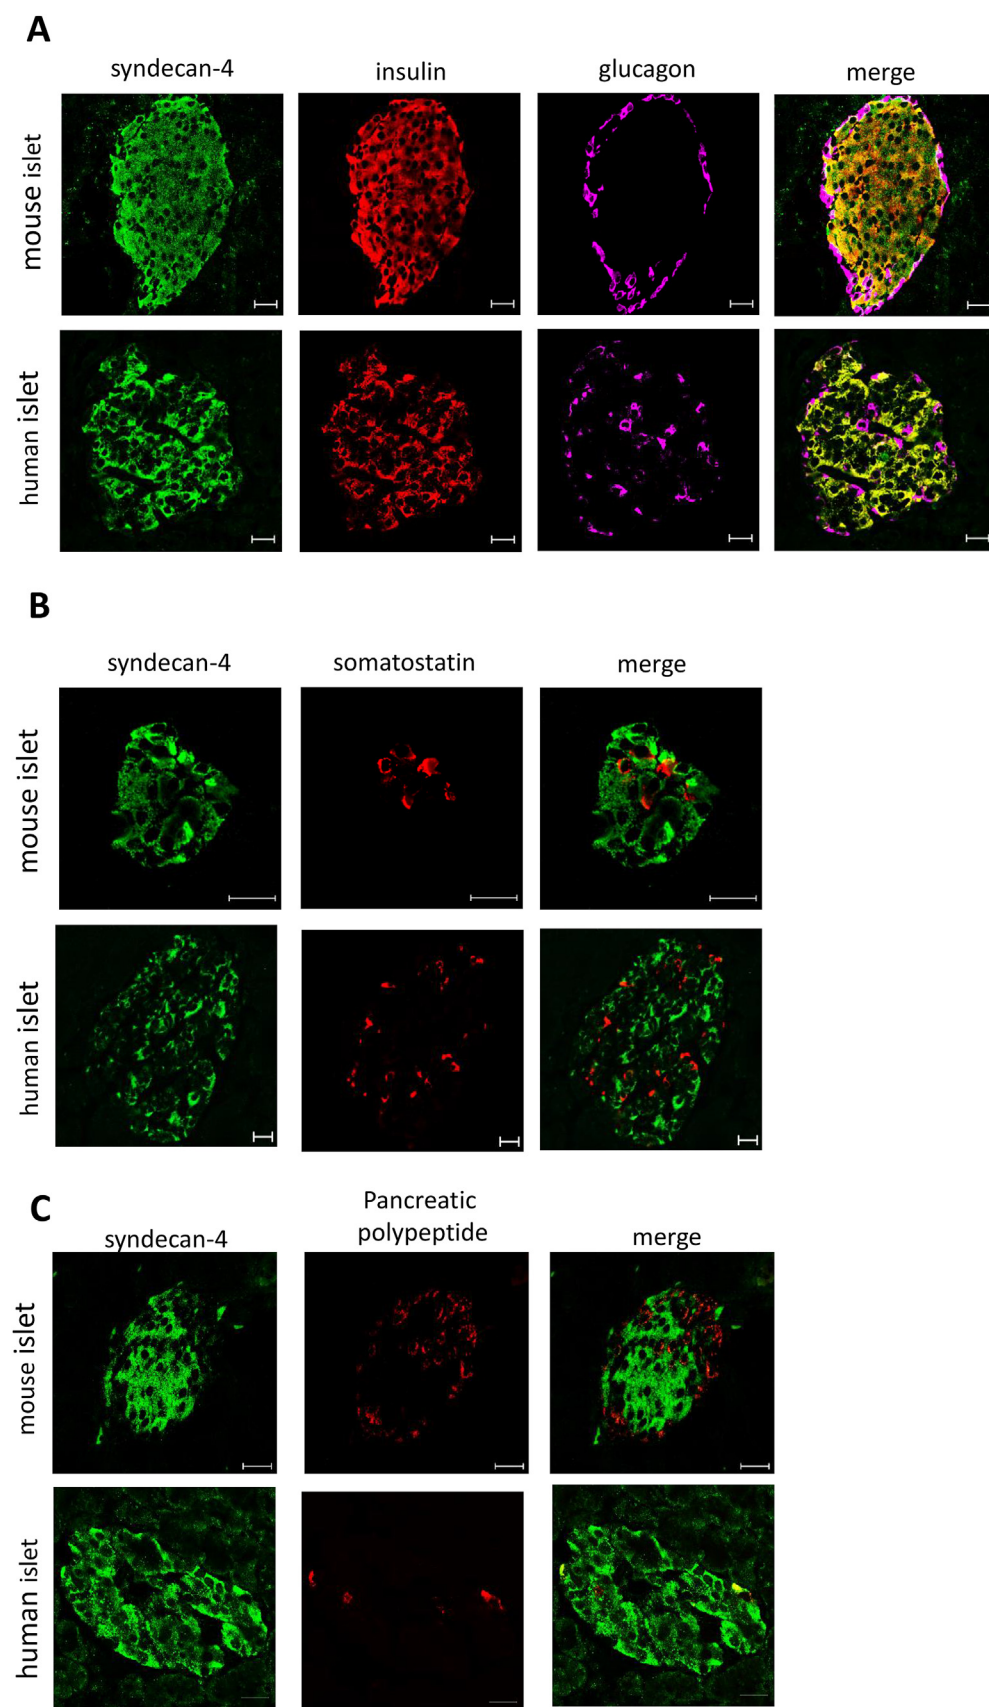 A
syndecan-4 insulin glucagon merge
mouse islet
human islet
B
syndecan-4 somatostatin merge
mouse islet
human islet
C
syndecan-4 Pancreatic polypeptide merge
mouse islet
human islet